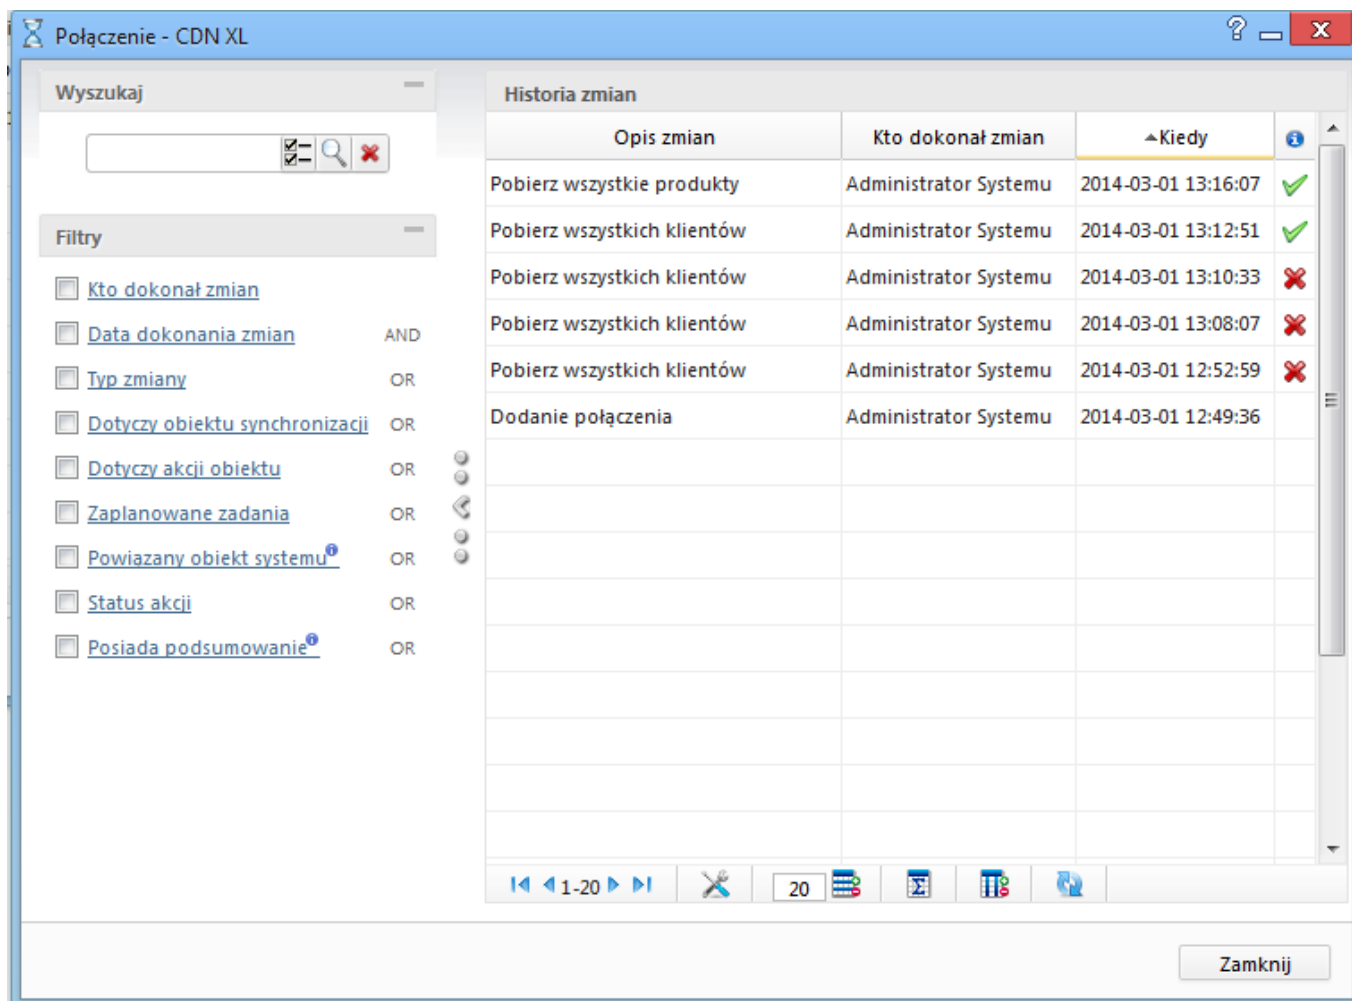 Połączenie - CDN XL
Wyszukaj
Filtry
Kto dokonał zmian
Data dokonania zmian AND
Typ zmiany OR
Dotyczy obiektu synchronizacji OR
Dotyczy akcji obiektu OR
Zaplanowane zadania OR
Powiązany obiekt systemu OR
Status akcji OR
Posiada podsumowanie OR
Historia zmian
Opis zmian Kto dokonał zmian Kiedy
Pobierz wszystkie produkty Administrator Systemu 2014-03-01 13:16:07
Pobierz wszystkich klientów Administrator Systemu 2014-03-01 13:12:51
Pobierz wszystkich klientów Administrator Systemu 2014-03-01 13:10:33
Pobierz wszystkich klientów Administrator Systemu 2014-03-01 13:08:07
Pobierz wszystkich klientów Administrator Systemu 2014-03-01 12:52:59
Dodanie połączenia Administrator Systemu 2014-03-01 12:49:36
1-20 20
Zamknij